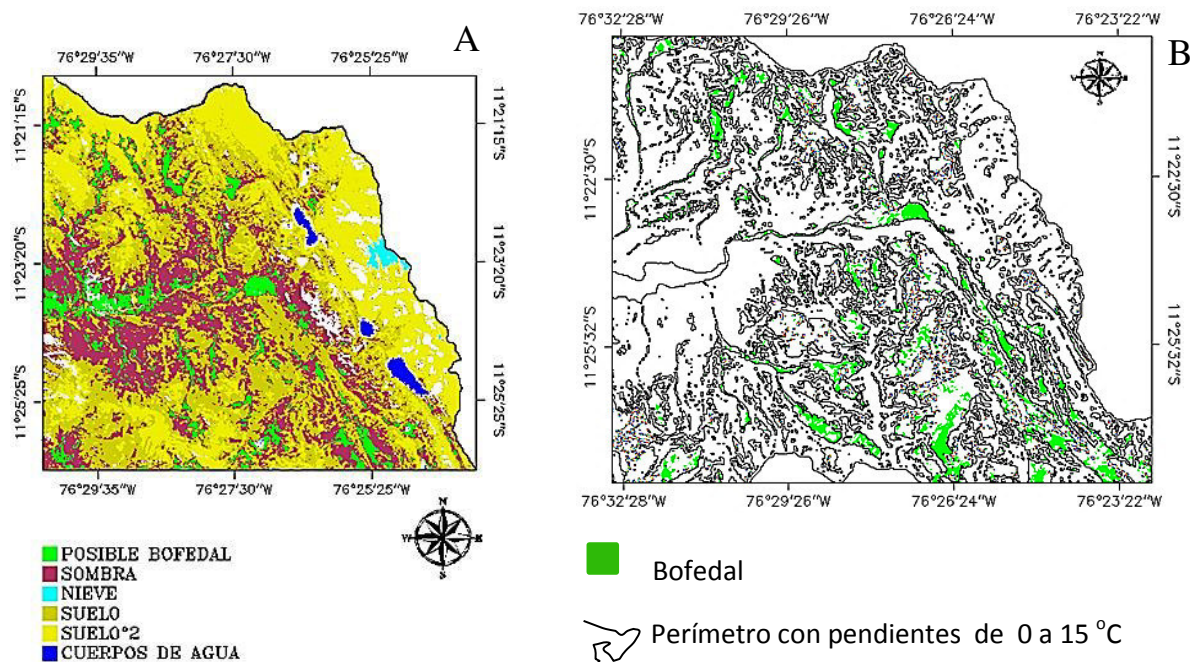 A
76°29'35''W 76°27'30''W 76°25'25''W
11°21'15''S 11°21'15''S
11°23'20''S 11°23'20''S
11°25'25''S 11°25'25''S
76°29'35''W 76°27'30''W 76°25'25''W
N
W E
S
POSIBLE BOFEDAL
SOMBRA
NIEVE
SUELO
SUELO°2
CUERPOS DE AGUA
B
76°32'28''W 76°29'26''W 76°26'24''W 76°23'22''W
11°22'30''S 11°22'30''S
11°25'32''S 11°25'32''S
76°32'28''W 76°29'26''W 76°26'24''W 76°23'22''W
Bofedal
Perímetro con pendientes de 0 a 15 °C